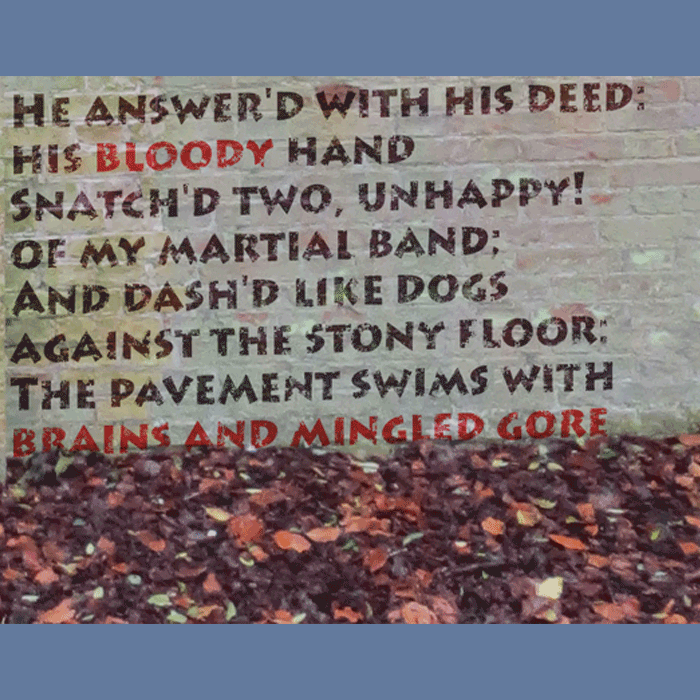 HE ANSWER'D WITH HIS DEED:
HIS BLOODY HAND
SNATCH'D TWO, UNHAPPY!
OF MY MARTIAL BAND;
AND DASH'D LIKE DOGS
AGAINST THE STONY FLOOR:
THE PAVEMENT SWIMS WITH
BRAINS AND MINGLED GORE